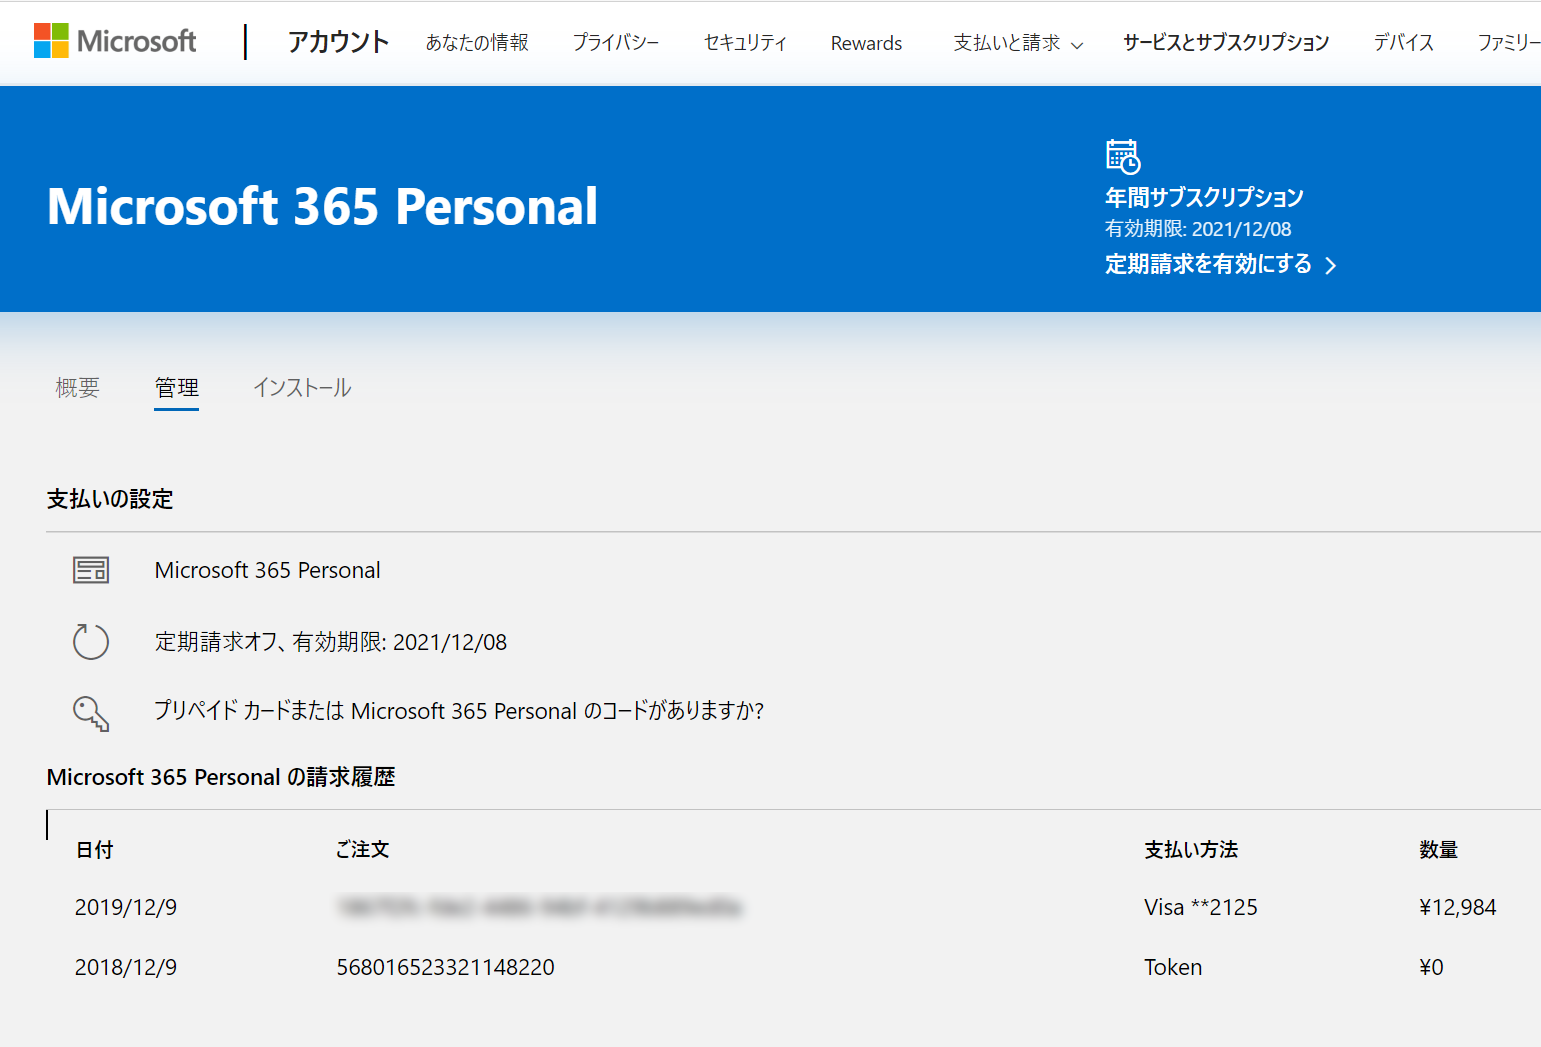 Microsoft アカウント あなたの情報 プライバシー セキュリティ Rewards 支払いと請求 サービスとサブスクリプション デバイス ファミリー
Microsoft 365 Personal
年間サブスクリプション
有効期限: 2021/12/08
定期請求を有効にする
概要 管理 インストール
支払いの設定
Microsoft 365 Personal
定期請求オフ、有効期限: 2021/12/08
プリペイド カードまたは Microsoft 365 Personal のコードがありますか?
Microsoft 365 Personal の請求履歴
日付 ご注文 支払い方法 数量
2019/12/9 Visa **2125 ¥12,984
2018/12/9 568016523321148220 Token ¥0